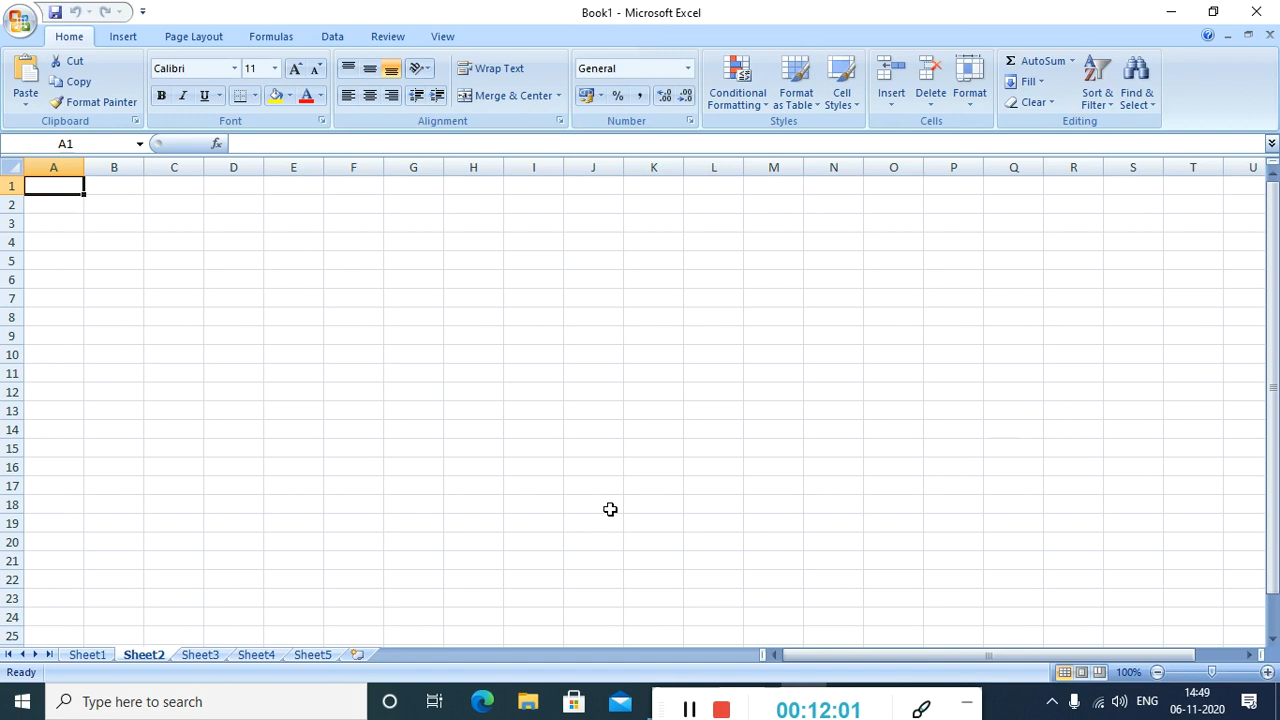 Book1 - Microsoft Excel
Home Insert Page Layout Formulas Data Review View
Paste
Cut
Copy
Format Painter
Clipboard
Calibri 11
B I U
Font
Wrap Text
Merge & Center
Alignment
General
% ,
Number
Conditional Formatting
Format as Table
Cell Styles
Styles
Insert
Delete
Format
Cells
Σ AutoSum
Fill
Clear
Sort & Filter
Find & Select
Editing
A1 fx
A B C D E F G H I J K L M N O P Q R S T U
1
2
3
4
5
6
7
8
9
10
11
12
13
14
15
16
17
18
19
20
21
22
23
24
25
Sheet1 Sheet2 Sheet3 Sheet4 Sheet5
Ready 100%
Type here to search
00:12:01
ENG
14:49
06-11-2020